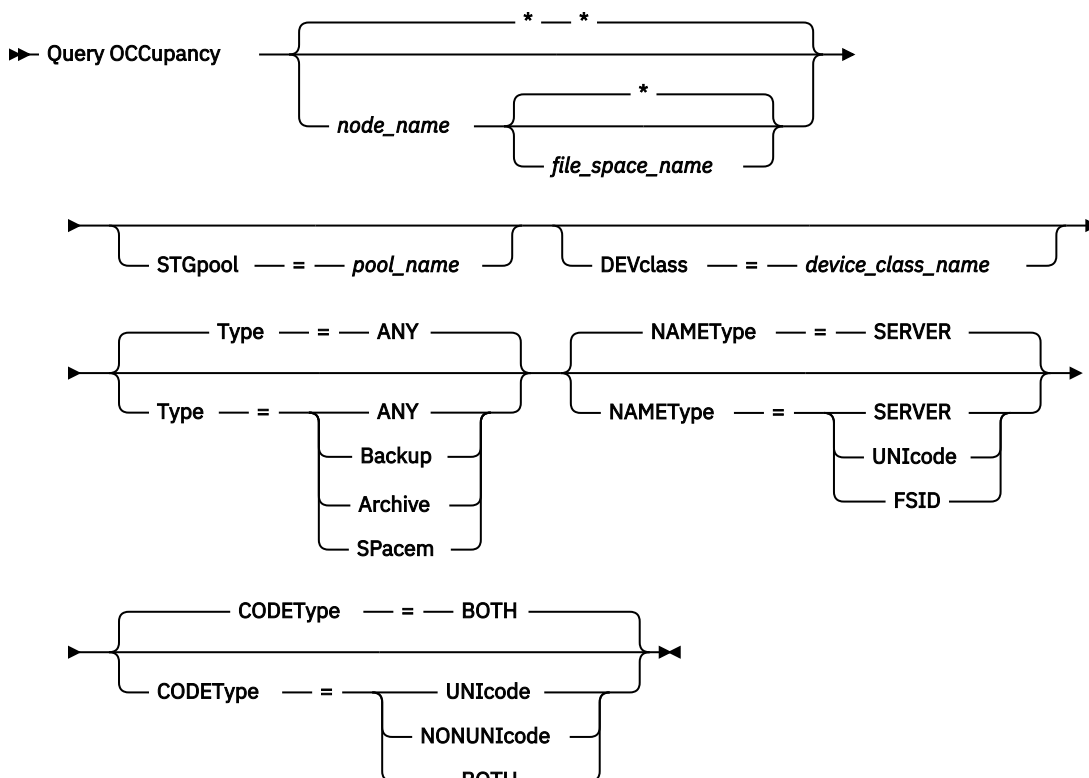 * *
Query OCCupancy
*
node_name
file_space_name
STGpool = pool_name DEVclass = device_class_name
Type = ANY NAMEType = SERVER
Type = ANY NAMEType = SERVER
Backup UNIcode
Archive FSID
SPacem
CODEType = BOTH
CODEType = UNIcode
NONUNIcode
BOTH